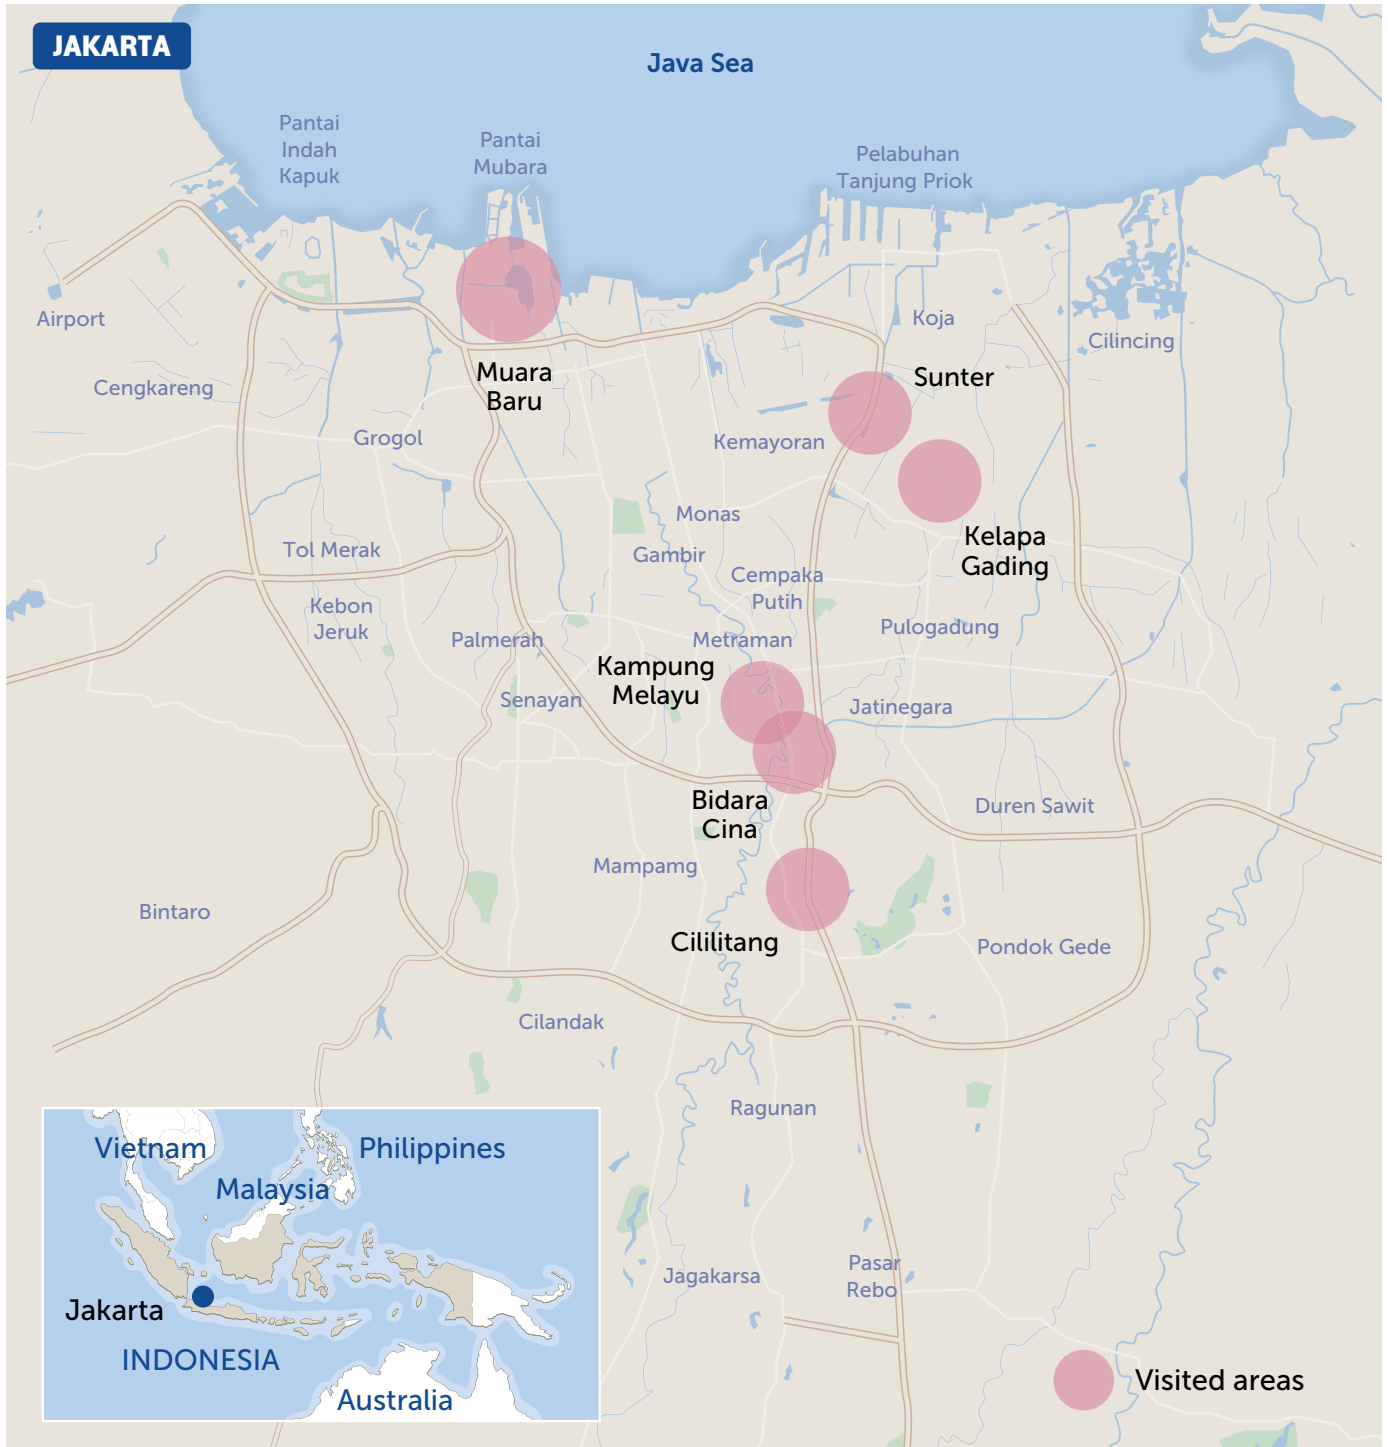 JAKARTA
Java Sea
Pantai
Indah
Kapuk
Pantai
Mubara
Pelabuhan
Tanjung Priok
Airport
Koja
Cilincing
Cengkareng
Muara
Baru
Sunter
Grogol
Kemayoran
Monas
Kelapa
Gading
Tol Merak
Gambir
Cempaka
Putih
Kebon
Jeruk
Palmerah
Metraman
Pulogadung
Kampung
Melayu
Senayan
Jatinegara
Bidara
Cina
Duren Sawit
Mampamg
Bintaro
Cililitang
Pondok Gede
Cilandak
Ragunan
Vietnam
Philippines
Malaysia
Jakarta
INDONESIA
Australia
Jagakarsa
Pasar
Rebo
Visited areas